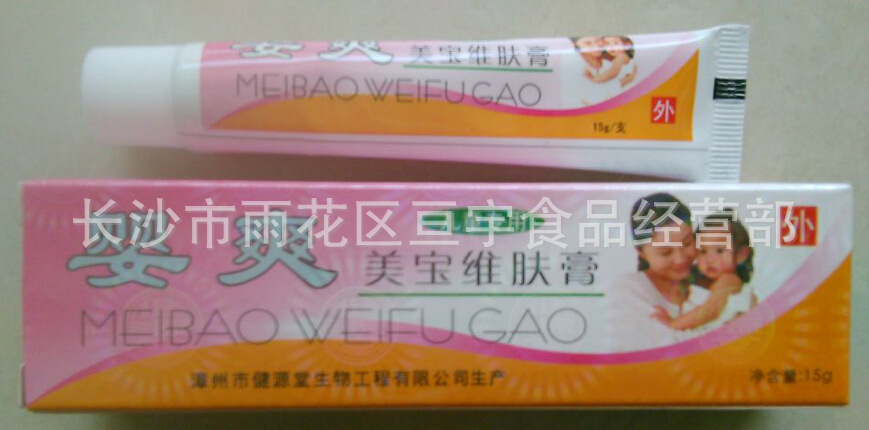 美宝维肤膏
MEIBAO WEIFU GAO
15g/支
外
长沙市雨花区亘宇食品经营部
爽
外
美宝维肤膏
MEIBAO WEIFU GAO
漳州市健源堂生物工程有限公司生产
净含量:15g